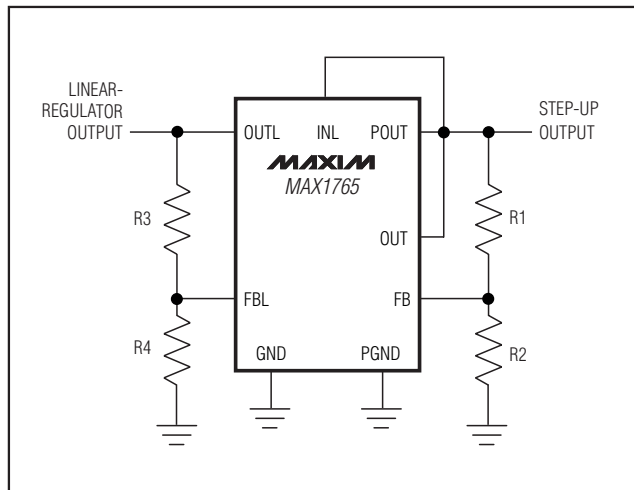 LINEAR-
REGULATOR
OUTPUT
STEP-UP
OUTPUT
OUTL
INL
POUT
MAXIM
MAX1765
R3
OUT
R1
FBL
FB
R4
GND
PGND
R2